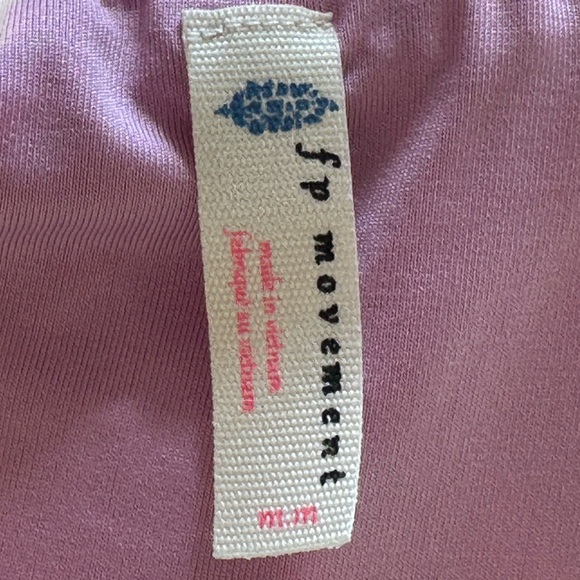 fp movement
made in vietnam
fabriqué au vietnam
m.m